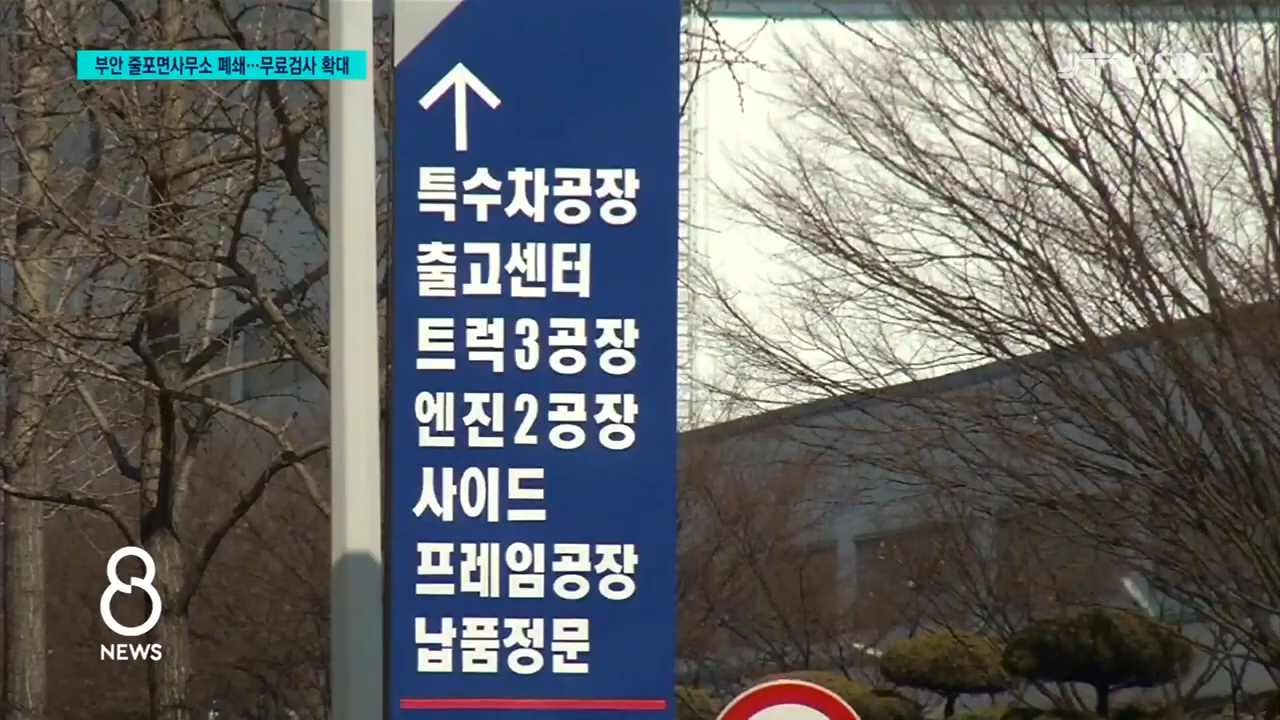 부안 줄포면사무소 폐쇄…무료검사 확대
JTV SBS
특수차공장
출고센터
트럭3공장
엔진2공장
사이드
프레임공장
납품정문
8
NEWS